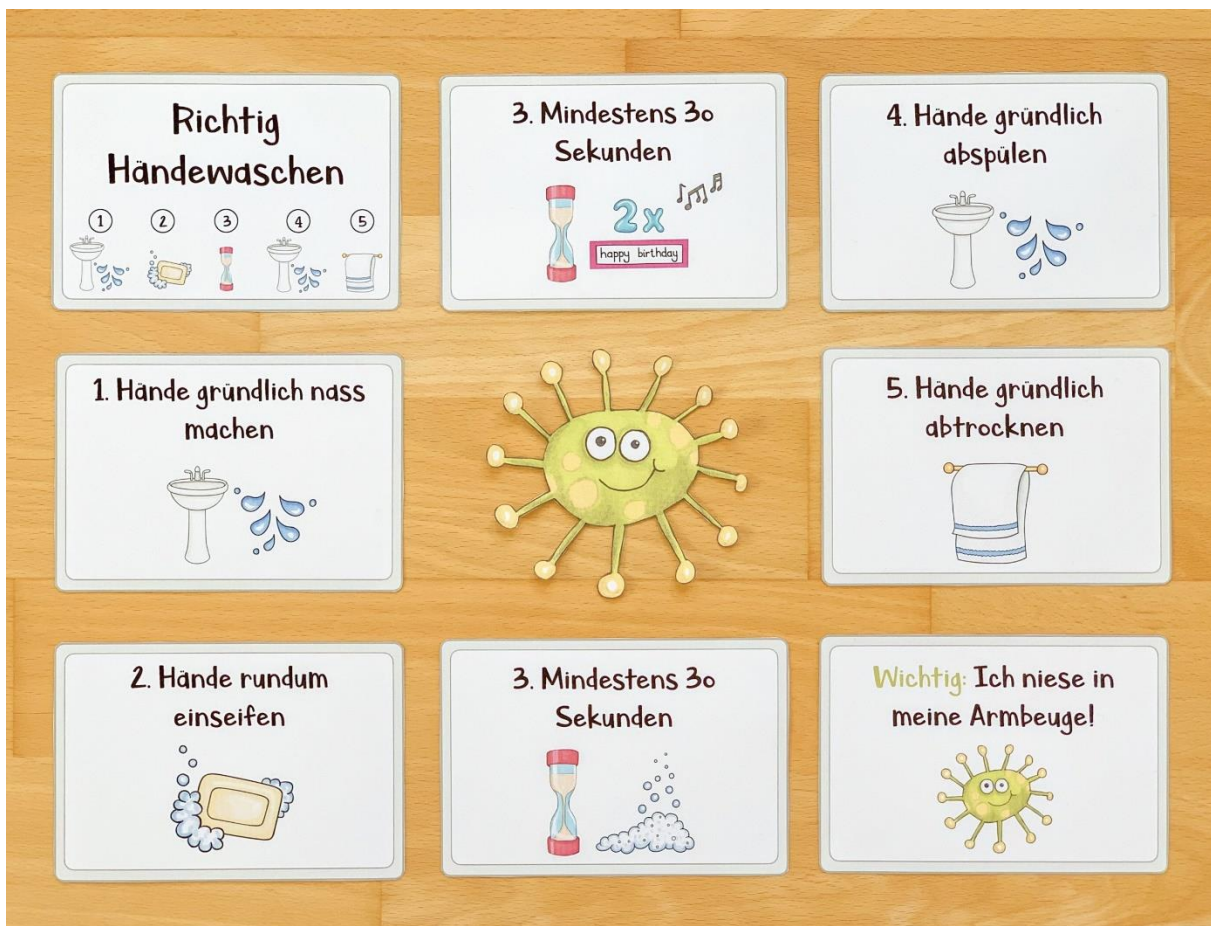 Richtig
Händewaschen
1 2 3 4 5
1. Hände gründlich nass
machen
2. Hände rundum
einseifen
3. Mindestens 30
Sekunden
2x
happy birthday
3. Mindestens 30
Sekunden
4. Hände gründlich
abspülen
5. Hände gründlich
abtrocknen
Wichtig: Ich niese in
meine Armbeuge!